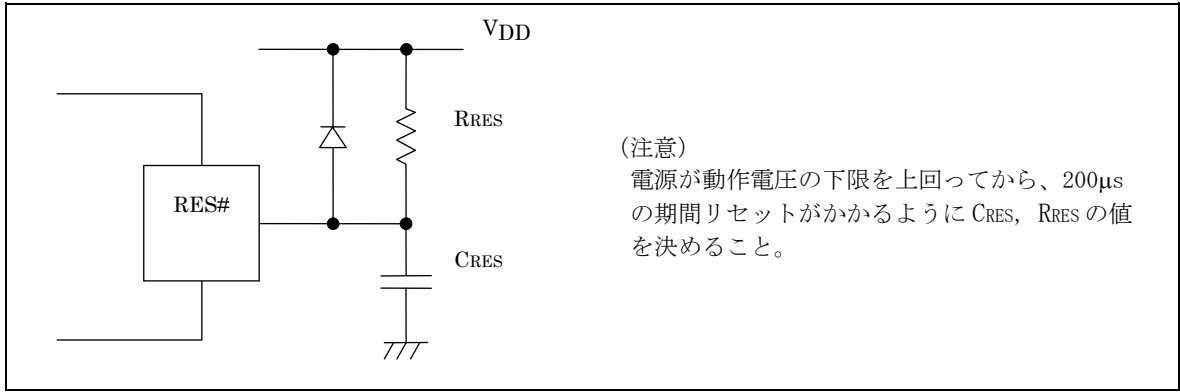 VDD
RRES
RES#
CRES
(注意)
電源が動作電圧の下限を上回ってから、200μs
の期間リセットがかかるように CRES, RRES の値
を決めること。